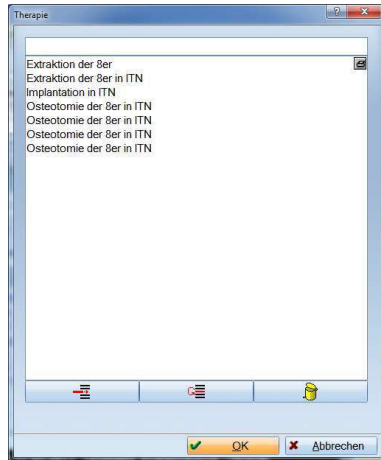 Therapie
Extraktion der 8er
Extraktion der 8er in ITN
Implantation in ITN
Osteotomie der 8er in ITN
Osteotomie der 8er in ITN
Osteotomie der 8er in ITN
Osteotomie der 8er in ITN
OK
Abbrechen